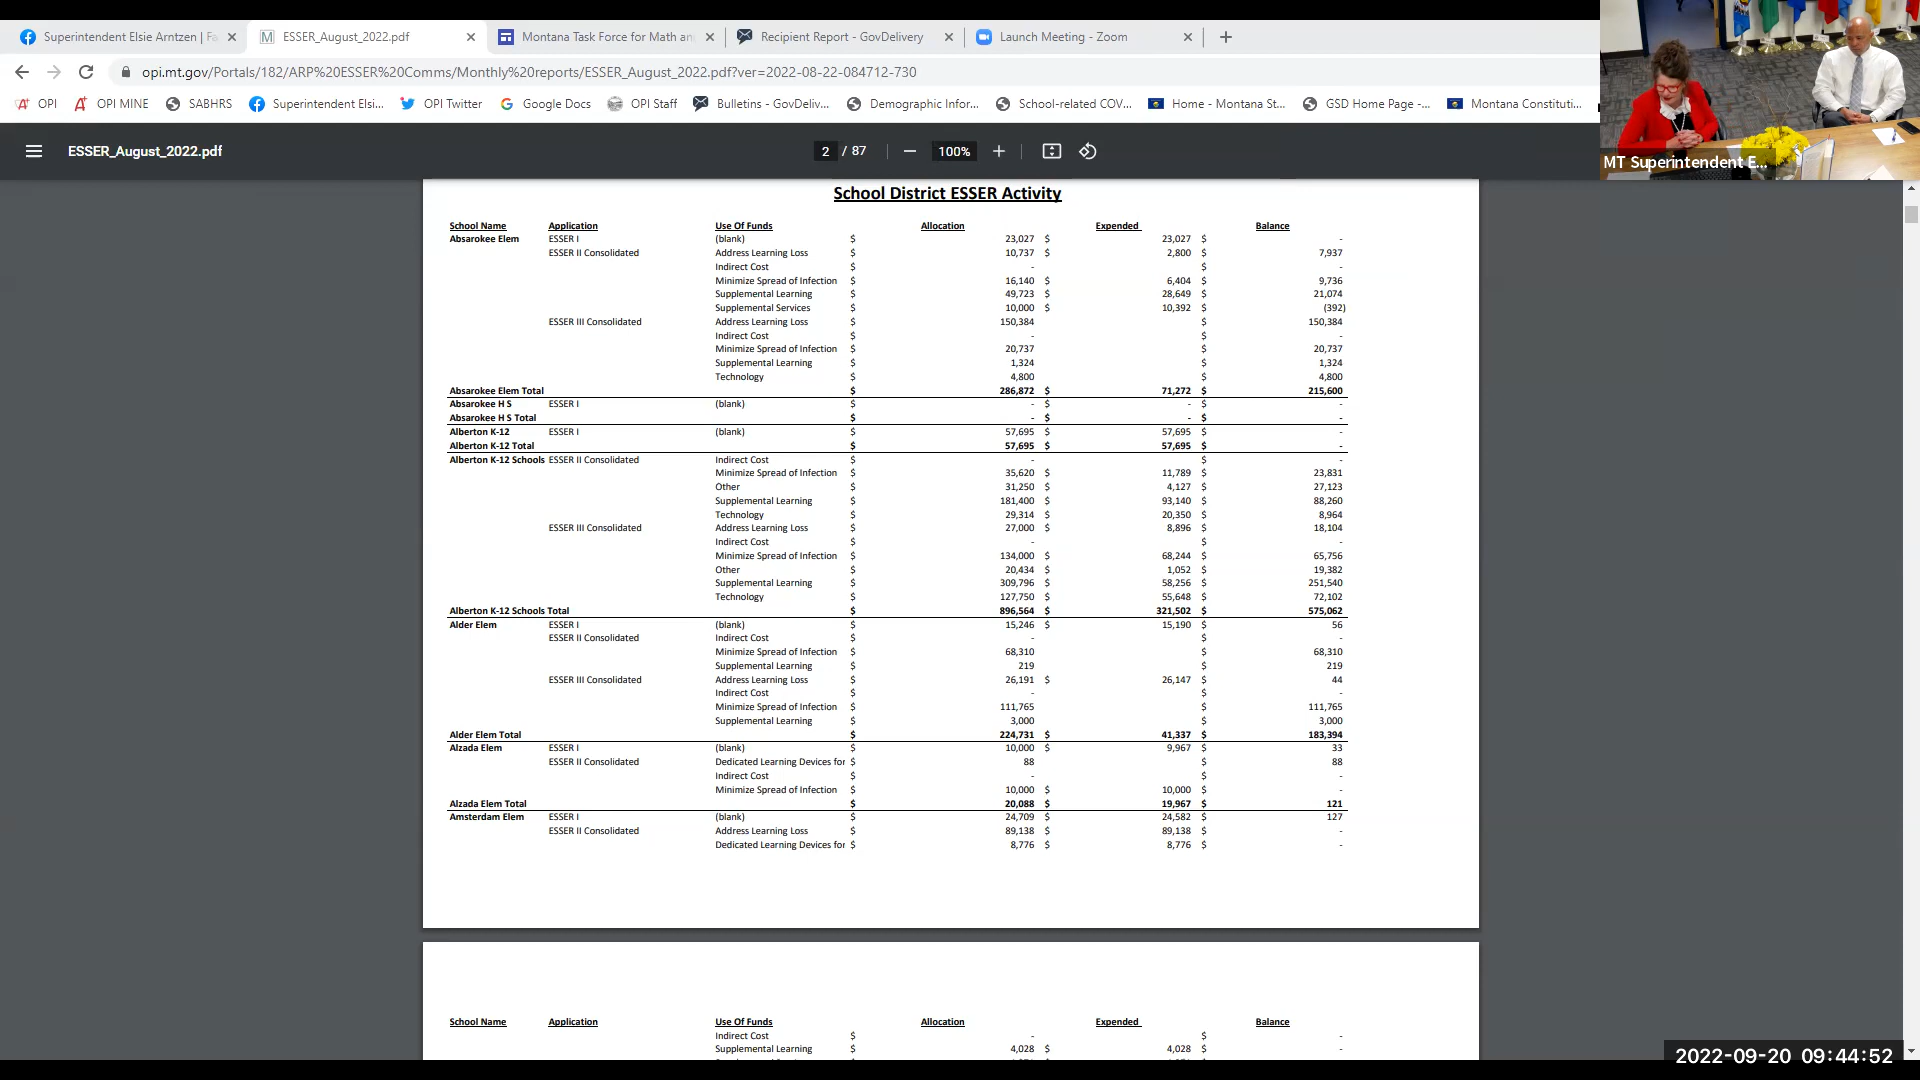 Superintendent Elsie Arntzen | Fa
ESSER_August_2022.pdf
Montana Task Force for Math an
Recipient Report - GovDelivery
Launch Meeting - Zoom
opi.mt.gov/Portals/182/ARP%20ESSER%20Comms/Monthly%20reports/ESSER_August_2022.pdf?ver=2022-08-22-084712-730
OPI OPI MINE SABHRS Superintendent Elsi... OPI Twitter Google Docs OPI Staff Bulletins - GovDeliv... Demographic Infor... School-related COV... Home - Montana St... GSD Home Page -... Montana Constituti...
MT Superintendent E...
ESSER_August_2022.pdf 2 / 87 100%
School District ESSER Activity
School Name Application Use Of Funds Allocation Expended Balance
Absarokee Elem ESSER I (blank) $ 23,027 $ 23,027 $ -
ESSER II Consolidated Address Learning Loss $ 10,737 $ 2,800 $ 7,937
Indirect Cost $ - $ -
Minimize Spread of Infection $ 16,140 $ 6,404 $ 9,736
Supplemental Learning $ 49,723 $ 28,649 $ 21,074
Supplemental Services $ 10,000 $ 10,392 $ (392)
ESSER III Consolidated Address Learning Loss $ 150,384 $ 150,384
Indirect Cost $ - $ -
Minimize Spread of Infection $ 20,737 $ 20,737
Supplemental Learning $ 1,324 $ 1,324
Technology $ 4,800 $ 4,800
Absarokee Elem Total $ 286,872 $ 71,272 $ 215,600
Absarokee H S ESSER I (blank) $ - $ - $ -
Absarokee H S Total $ - $ - $ -
Alberton K-12 ESSER I (blank) $ 57,695 $ 57,695 $ -
Alberton K-12 Total $ 57,695 $ 57,695 $ -
Alberton K-12 Schools ESSER II Consolidated Indirect Cost $ - $ -
Minimize Spread of Infection $ 35,620 $ 11,789 $ 23,831
Other $ 31,250 $ 4,127 $ 27,123
Supplemental Learning $ 181,400 $ 93,140 $ 88,260
Technology $ 29,314 $ 20,350 $ 8,964
ESSER III Consolidated Address Learning Loss $ 27,000 $ 8,896 $ 18,104
Indirect Cost $ - $ -
Minimize Spread of Infection $ 134,000 $ 68,244 $ 65,756
Other $ 20,434 $ 1,052 $ 19,382
Supplemental Learning $ 309,796 $ 58,256 $ 251,540
Technology $ 127,750 $ 55,648 $ 72,102
Alberton K-12 Schools Total $ 896,564 $ 321,502 $ 575,062
Alder Elem ESSER I (blank) $ 15,246 $ 15,190 $ 56
ESSER II Consolidated Indirect Cost $ - $ -
Minimize Spread of Infection $ 68,310 $ 68,310
Supplemental Learning $ 219 $ 219
ESSER III Consolidated Address Learning Loss $ 26,191 $ 26,147 $ 44
Indirect Cost $ - $ -
Minimize Spread of Infection $ 111,765 $ 111,765
Supplemental Learning $ 3,000 $ 3,000
Alder Elem Total $ 224,731 $ 41,337 $ 183,394
Alzada Elem ESSER I (blank) $ 10,000 $ 9,967 $ 33
ESSER II Consolidated Dedicated Learning Devices for $ 88 $ 88
Indirect Cost $ - $ -
Minimize Spread of Infection $ 10,000 $ 10,000 $ -
Alzada Elem Total $ 20,088 $ 19,967 $ 121
Amsterdam Elem ESSER I (blank) $ 24,709 $ 24,582 $ 127
ESSER II Consolidated Address Learning Loss $ 89,138 $ 89,138 $ -
Dedicated Learning Devices for $ 8,776 $ 8,776 $ -
School Name Application Use Of Funds Allocation Expended Balance
Indirect Cost $ - $ -
Supplemental Learning $ 4,028 $ 4,028 $ -
2022-09-20 09:44:52